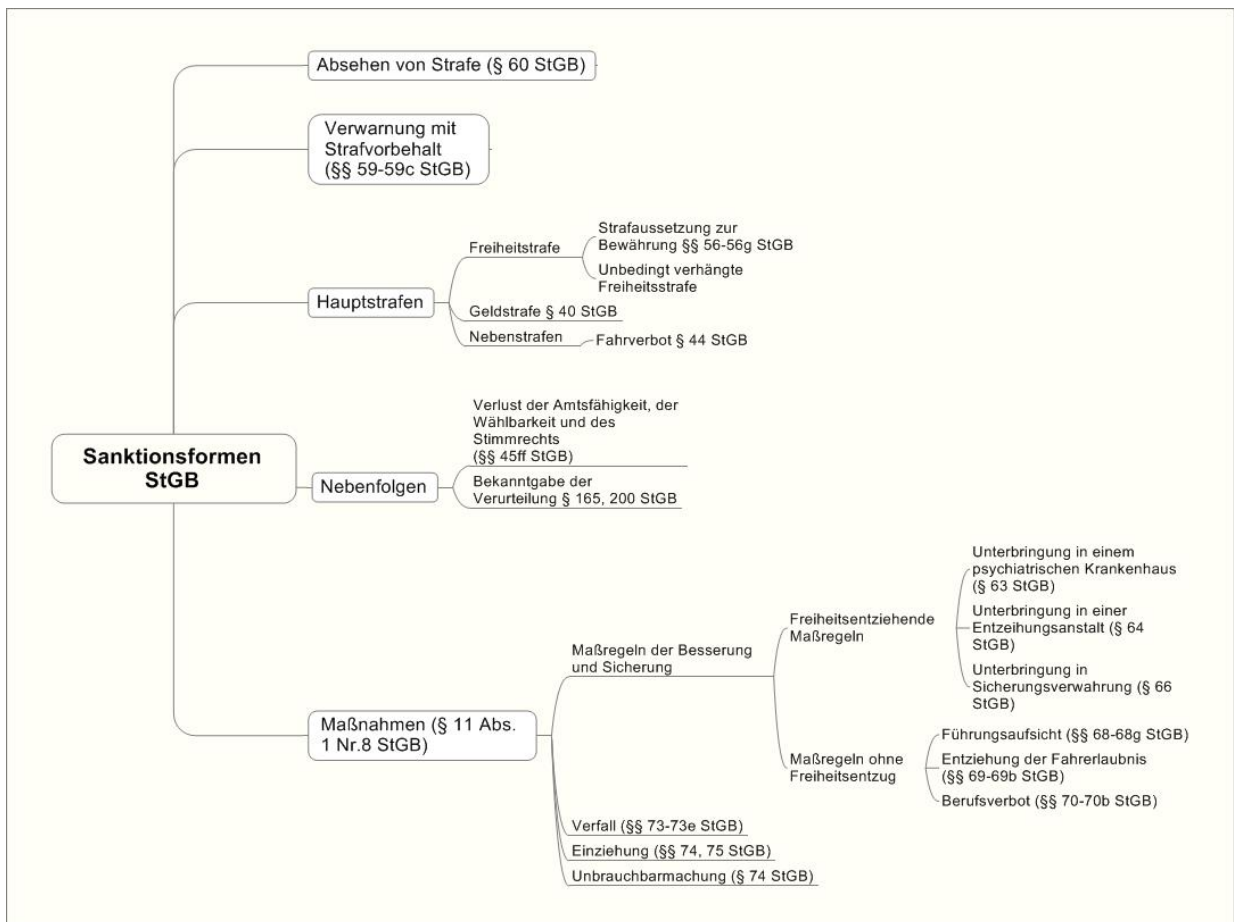 Absehen von Strafe (§ 60 StGB)
Verwarnung mit
Strafvorbehalt
(§§ 59-59c StGB)
Hauptstrafen
Freiheitstrafe
Strafaussetzung zur
Bewährung §§ 56-56g StGB
Unbedingt verhängte
Freiheitsstrafe
Geldstrafe § 40 StGB
Nebenstrafen
Fahrverbot § 44 StGB
Sanktionsformen
StGB
Nebenfolgen
Verlust der Amtsfähigkeit, der
Wählbarkeit und des
Stimmrechts
(§§ 45ff StGB)
Bekanntgabe der
Verurteilung § 165, 200 StGB
Maßnahmen (§ 11 Abs.
1 Nr.8 StGB)
Maßregeln der Besserung
und Sicherung
Freiheitsentziehende
Maßregeln
Unterbringung in einem
psychiatrischen Krankenhaus
(§ 63 StGB)
Unterbringung in einer
Entzeihungsanstalt (§ 64
StGB)
Unterbringung in
Sicherungsverwahrung (§ 66
StGB)
Maßregeln ohne
Freiheitsentzug
Führungsaufsicht (§§ 68-68g StGB)
Entziehung der Fahrerlaubnis
(§§ 69-69b StGB)
Berufsverbot (§§ 70-70b StGB)
Verfall (§§ 73-73e StGB)
Einziehung (§§ 74, 75 StGB)
Unbrauchbarmachung (§ 74 StGB)